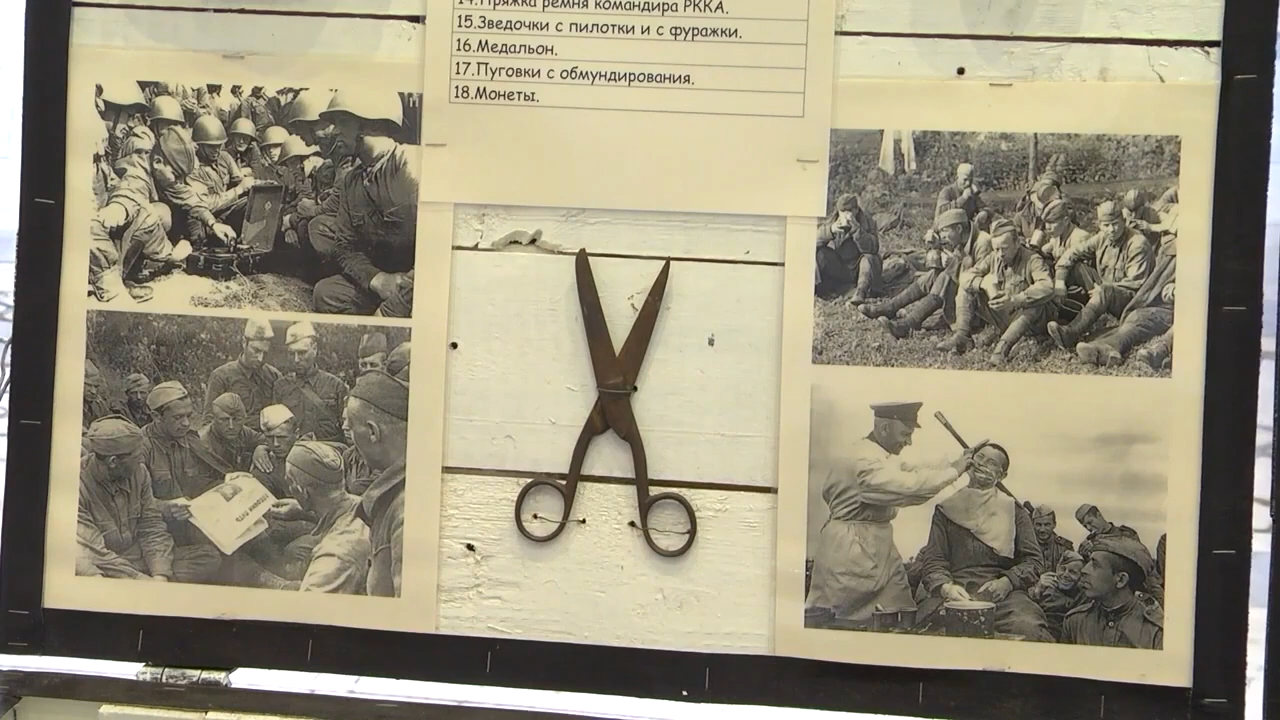 14.Пряжка ремня командира РККА.
15.Зведочки с пилотки и с фуражки.
16.Медальон.
17.Пуговки с обмундирования.
18.Монеты.